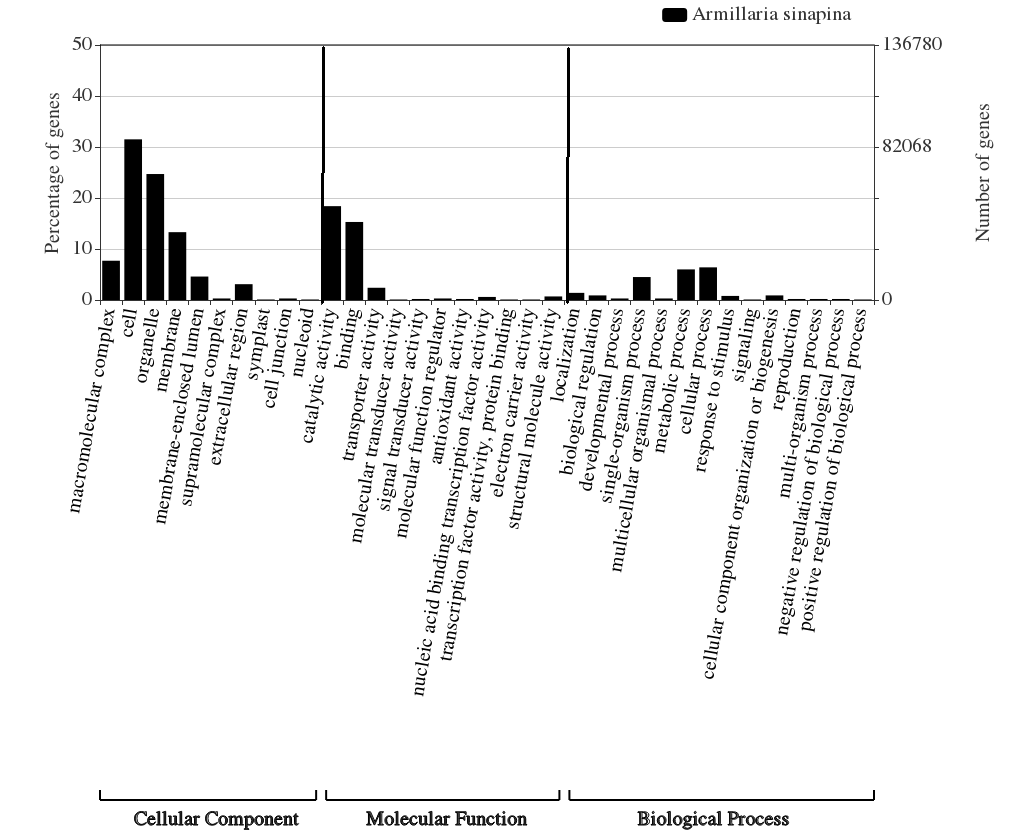 Armillaria sinapina
50
40
30
20
10
0
Percentage of genes
136780
82068
0
Number of genes
macromolecular complex
cell
organelle
membrane
membrane-enclosed lumen
supramolecular complex
extracellular region
symplast
cell junction
nucleoid
catalytic activity
binding
transporter activity
molecular transducer activity
signal transducer activity
molecular function regulator
antioxidant activity
nucleic acid binding transcription factor activity
transcription factor activity, protein binding
electron carrier activity
structural molecule activity
localization
biological regulation
developmental process
single-organism process
multicellular organismal process
metabolic process
cellular process
response to stimulus
signaling
cellular component organization or biogenesis
reproduction
multi-organism process
negative regulation of biological process
positive regulation of biological process
Cellular Component
Molecular Function
Biological Process